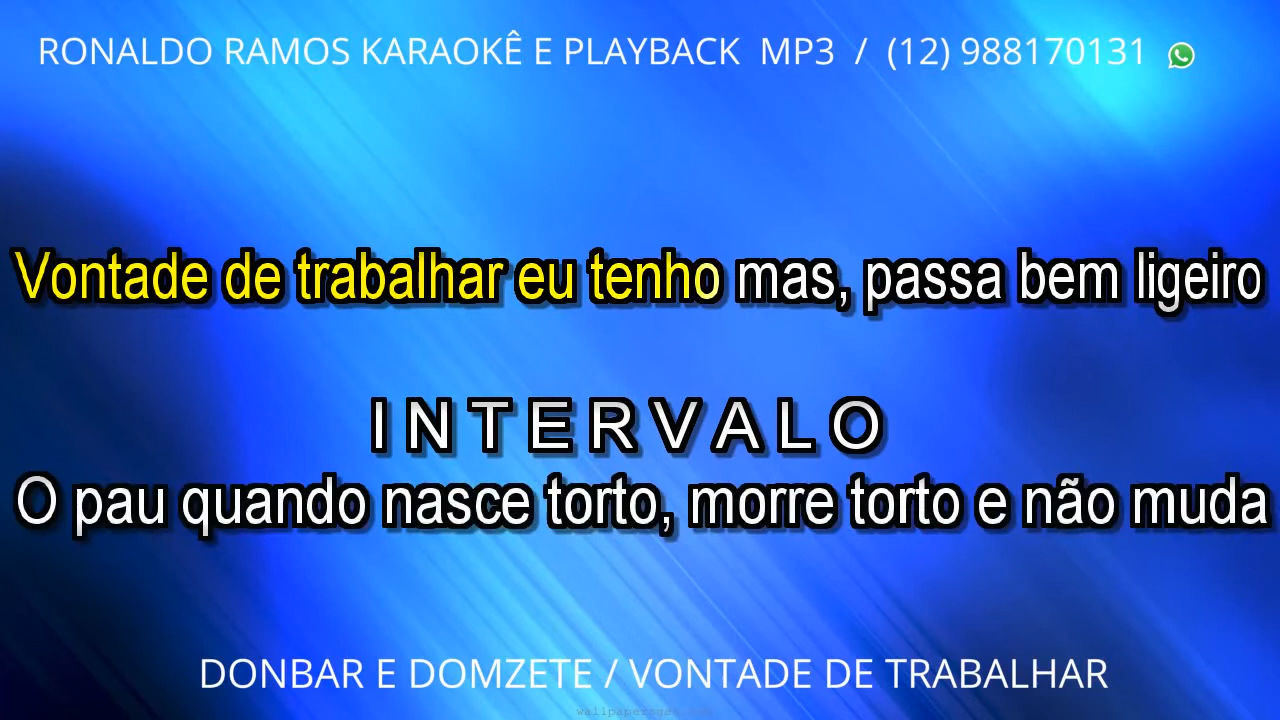 RONALDO RAMOS KARAOKÊ E PLAYBACK MP3 / (12) 988170131
Vontade de trabalhar eu tenho mas, passa bem ligeiro
I N T E R V A L O
O pau quando nasce torto, morre torto e não muda
DONBAR E DOMZETE / VONTADE DE TRABALHAR